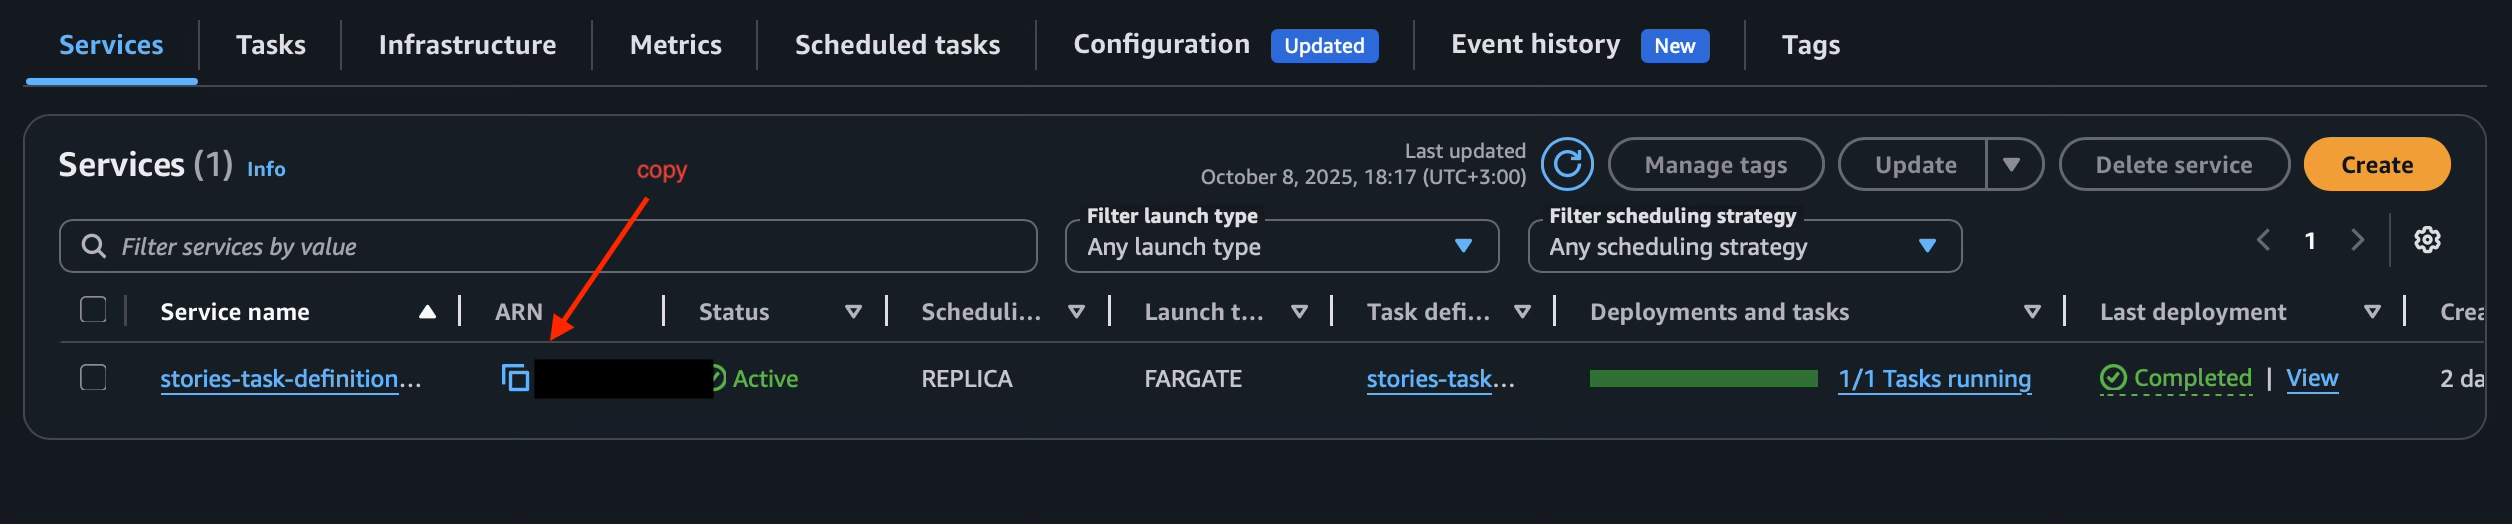 Services Tasks Infrastructure Metrics Scheduled tasks Configuration Updated Event history New Tags
Services (1) Info
copy
Last updated
October 8, 2025, 18:17 (UTC+3:00)
Manage tags Update Delete service Create
Filter services by value
Filter launch type
Any launch type
Filter scheduling strategy
Any scheduling strategy
1
Service name ARN Status Scheduli... Launch t... Task defi... Deployments and tasks Last deployment Crea
stories-task-definition... Active REPLICA FARGATE stories-task... 1/1 Tasks running Completed | View 2 da